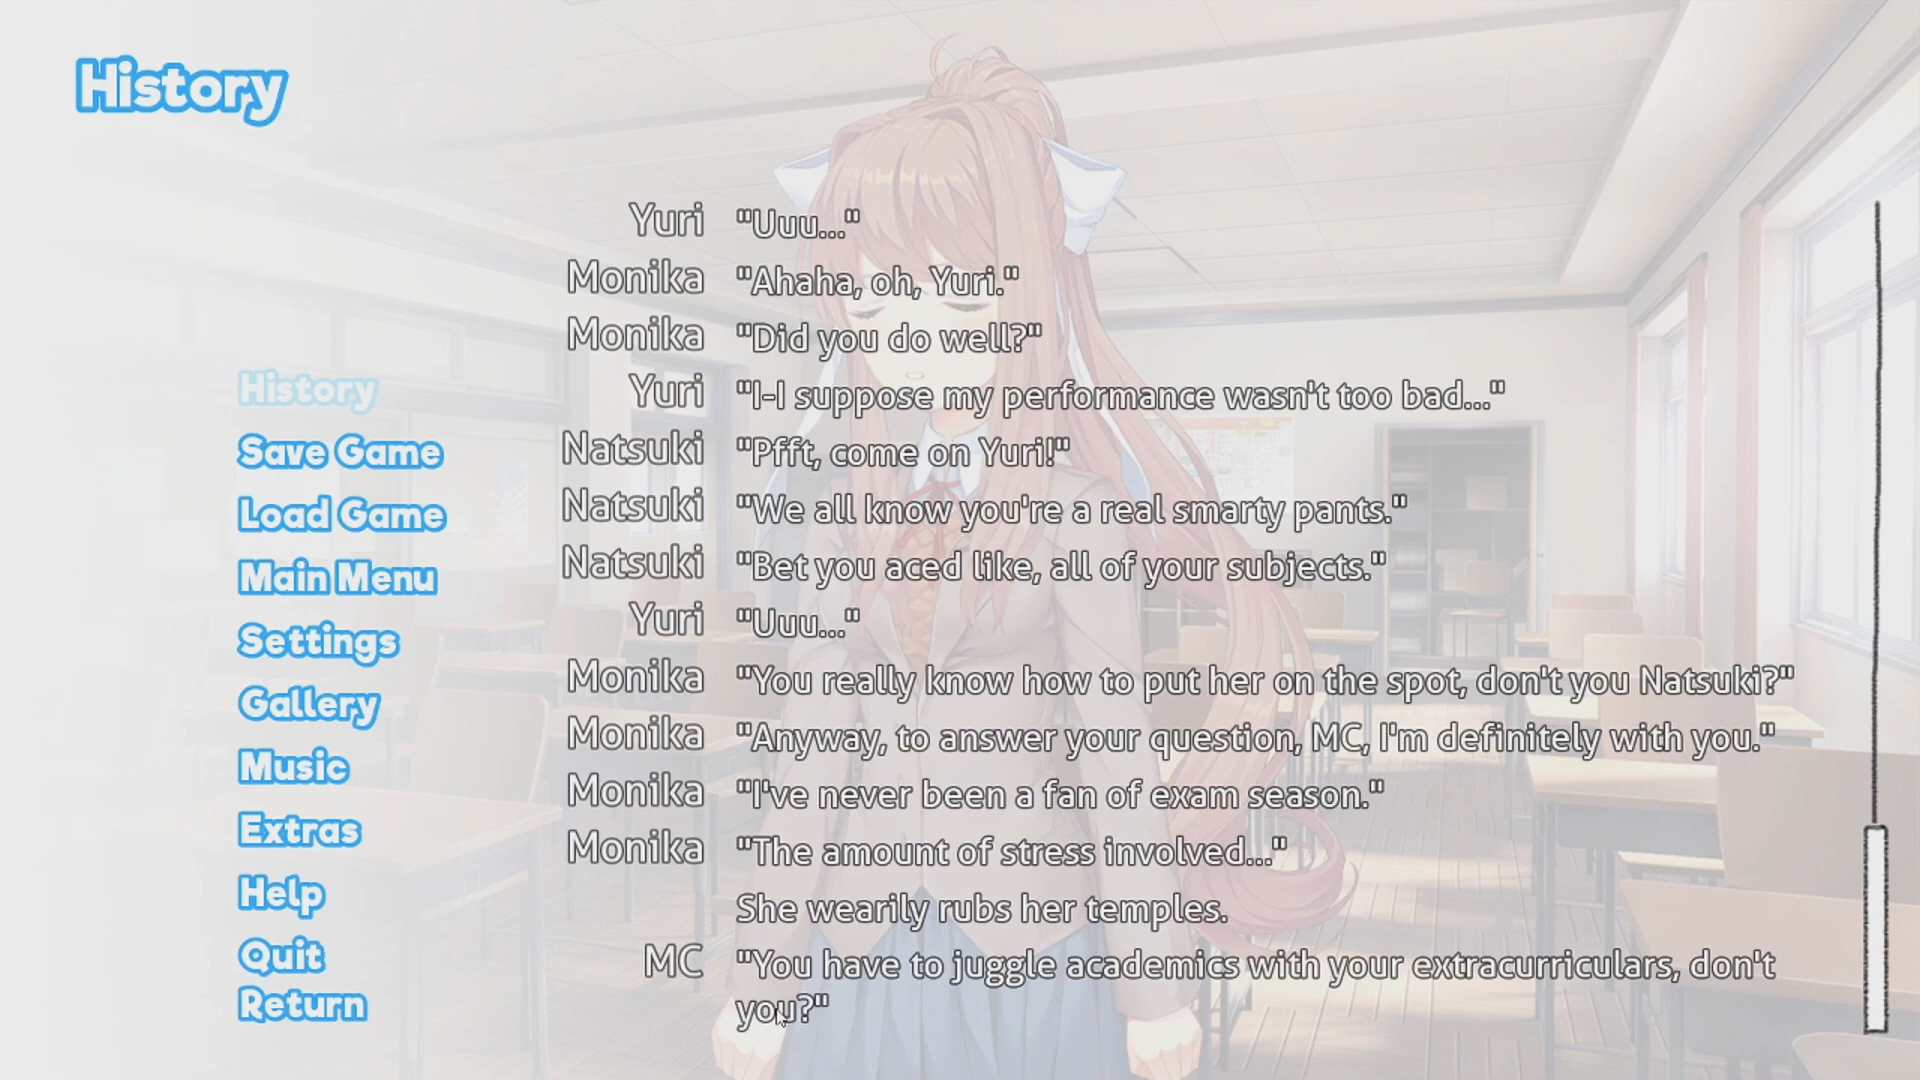 History
Yuri "Uuu..."
Monika "Ahaha, oh, Yuri."
Monika "Did you do well?"
Yuri "I-I suppose my performance wasn't too bad..."
Natsuki "Pfft, come on Yuri!"
Natsuki "We all know you're a real smarty pants."
Natsuki "Bet you aced like, all of your subjects."
Yuri "Uuu..."
Monika "You really know how to put her on the spot, don't you Natsuki?"
Monika "Anyway, to answer your question, MC, I'm definitely with you."
Monika "I've never been a fan of exam season."
Monika "The amount of stress involved..."
She wearily rubs her temples.
MC "You have to juggle academics with your extracurriculars, don't
you?"
History
Save Game
Load Game
Main Menu
Settings
Gallery
Music
Extras
Help
Quit
Return